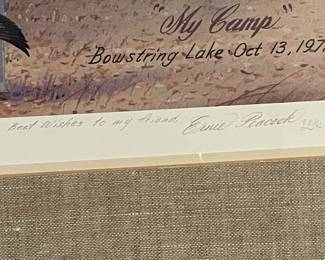 "My Camp"
Bowstring Lake - Oct 13, 197
Best Wishes to my friend Ernie Peacock